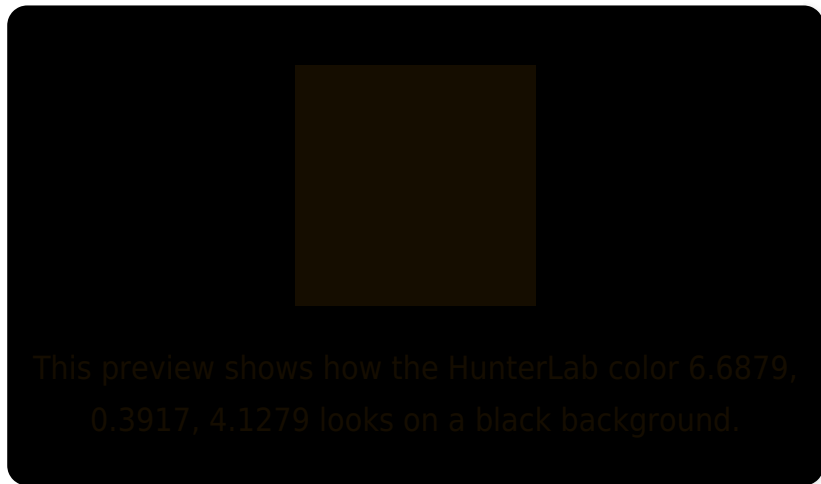 This preview shows how the HunterLab color 6.6879,
0.3917, 4.1279 looks on a black background.